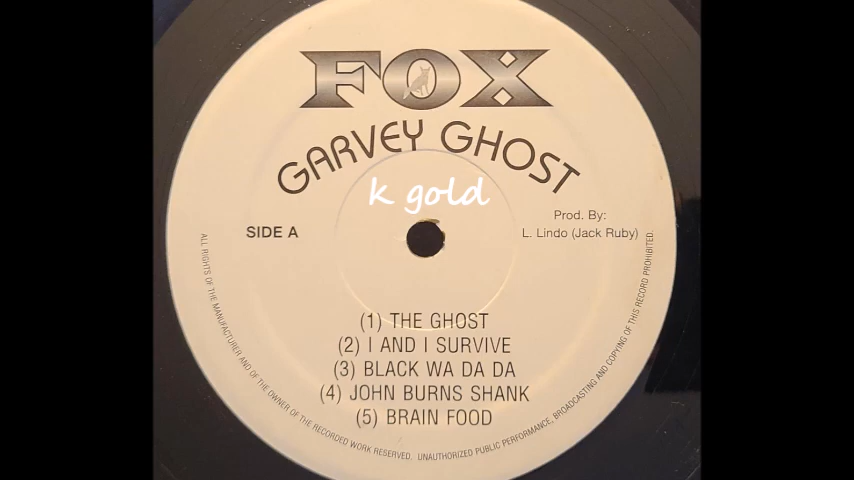 FOX
GARVEY GHOST
k gold
Prod. By:
SIDE A
L. Lindo (Jack Ruby)
(1) THE GHOST
(2) I AND I SURVIVE
(3) BLACK WA DA DA
(4) JOHN BURNS SHANK
(5) BRAIN FOOD
ALL RIGHTS OF THE MANUFACTURER AND OF THE OWNER OF THE RECORDED WORK RESERVED. UNAUTHORIZED PUBLIC PERFORMANCE, BROADCASTING AND COPYING OF THIS RECORD PROHIBITED.